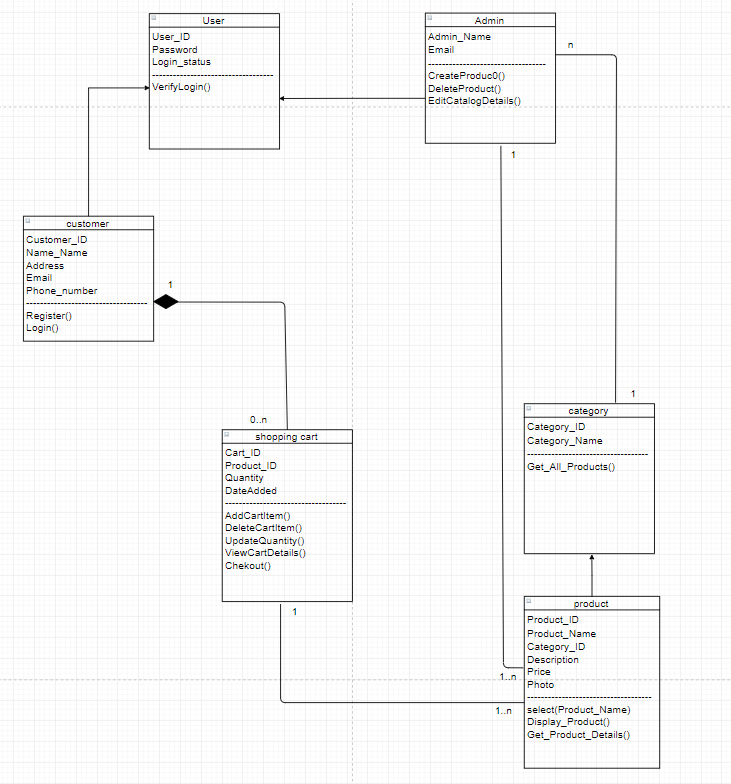 User
User_ID
Password
Login_status
VerifyLogin()
Admin
Admin_Name
Email
CreateProduc0()
DeleteProduct()
EditCatalogDetails()
n
1
customer
Customer_ID
Name_Name
Address
Email
Phone_number
Register()
Login()
1
0..n
shopping cart
Cart_ID
Product_ID
Quantity
DateAdded
AddCartItem()
DeleteCartItem()
UpdateQuantity()
ViewCartDetails()
Chekout()
1
1
category
Category_ID
Category_Name
Get_All_Products()
product
Product_ID
Product_Name
Category_ID
Description
Price
Photo
select(Product_Name)
Display_Product()
Get_Product_Details()
1..n
1..n